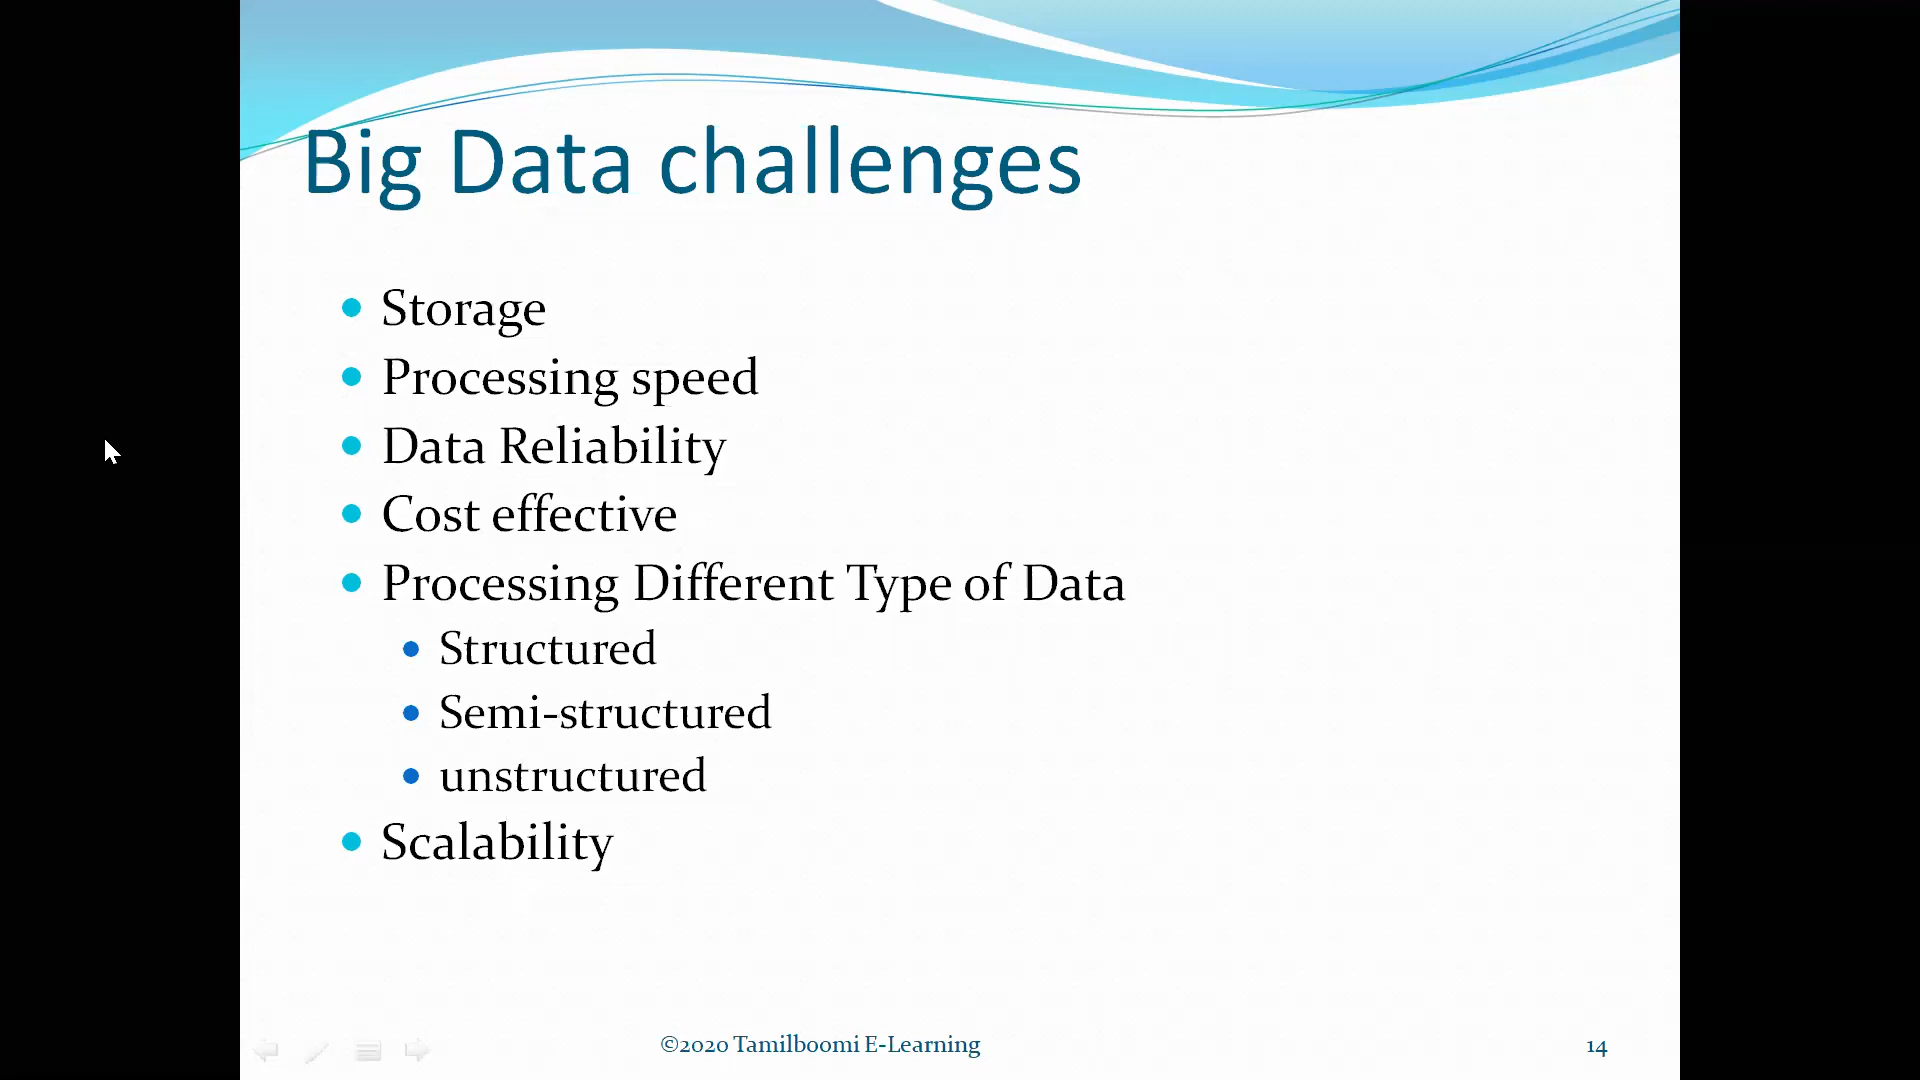 Big Data challenges
Storage
Processing speed
Data Reliability
Cost effective
Processing Different Type of Data
Structured
Semi-structured
unstructured
Scalability
©2020 Tamilboomi E-Learning
14